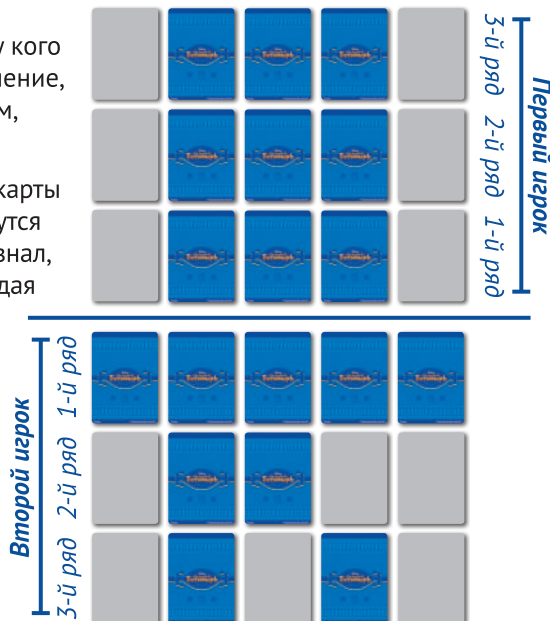 у кого
ение,
м,
карты
утся
знал,
дая
3-й ряд
2-й ряд
1-й ряд
Первый игрок
Второй игрок
1-й ряд
2-й ряд
3-й ряд